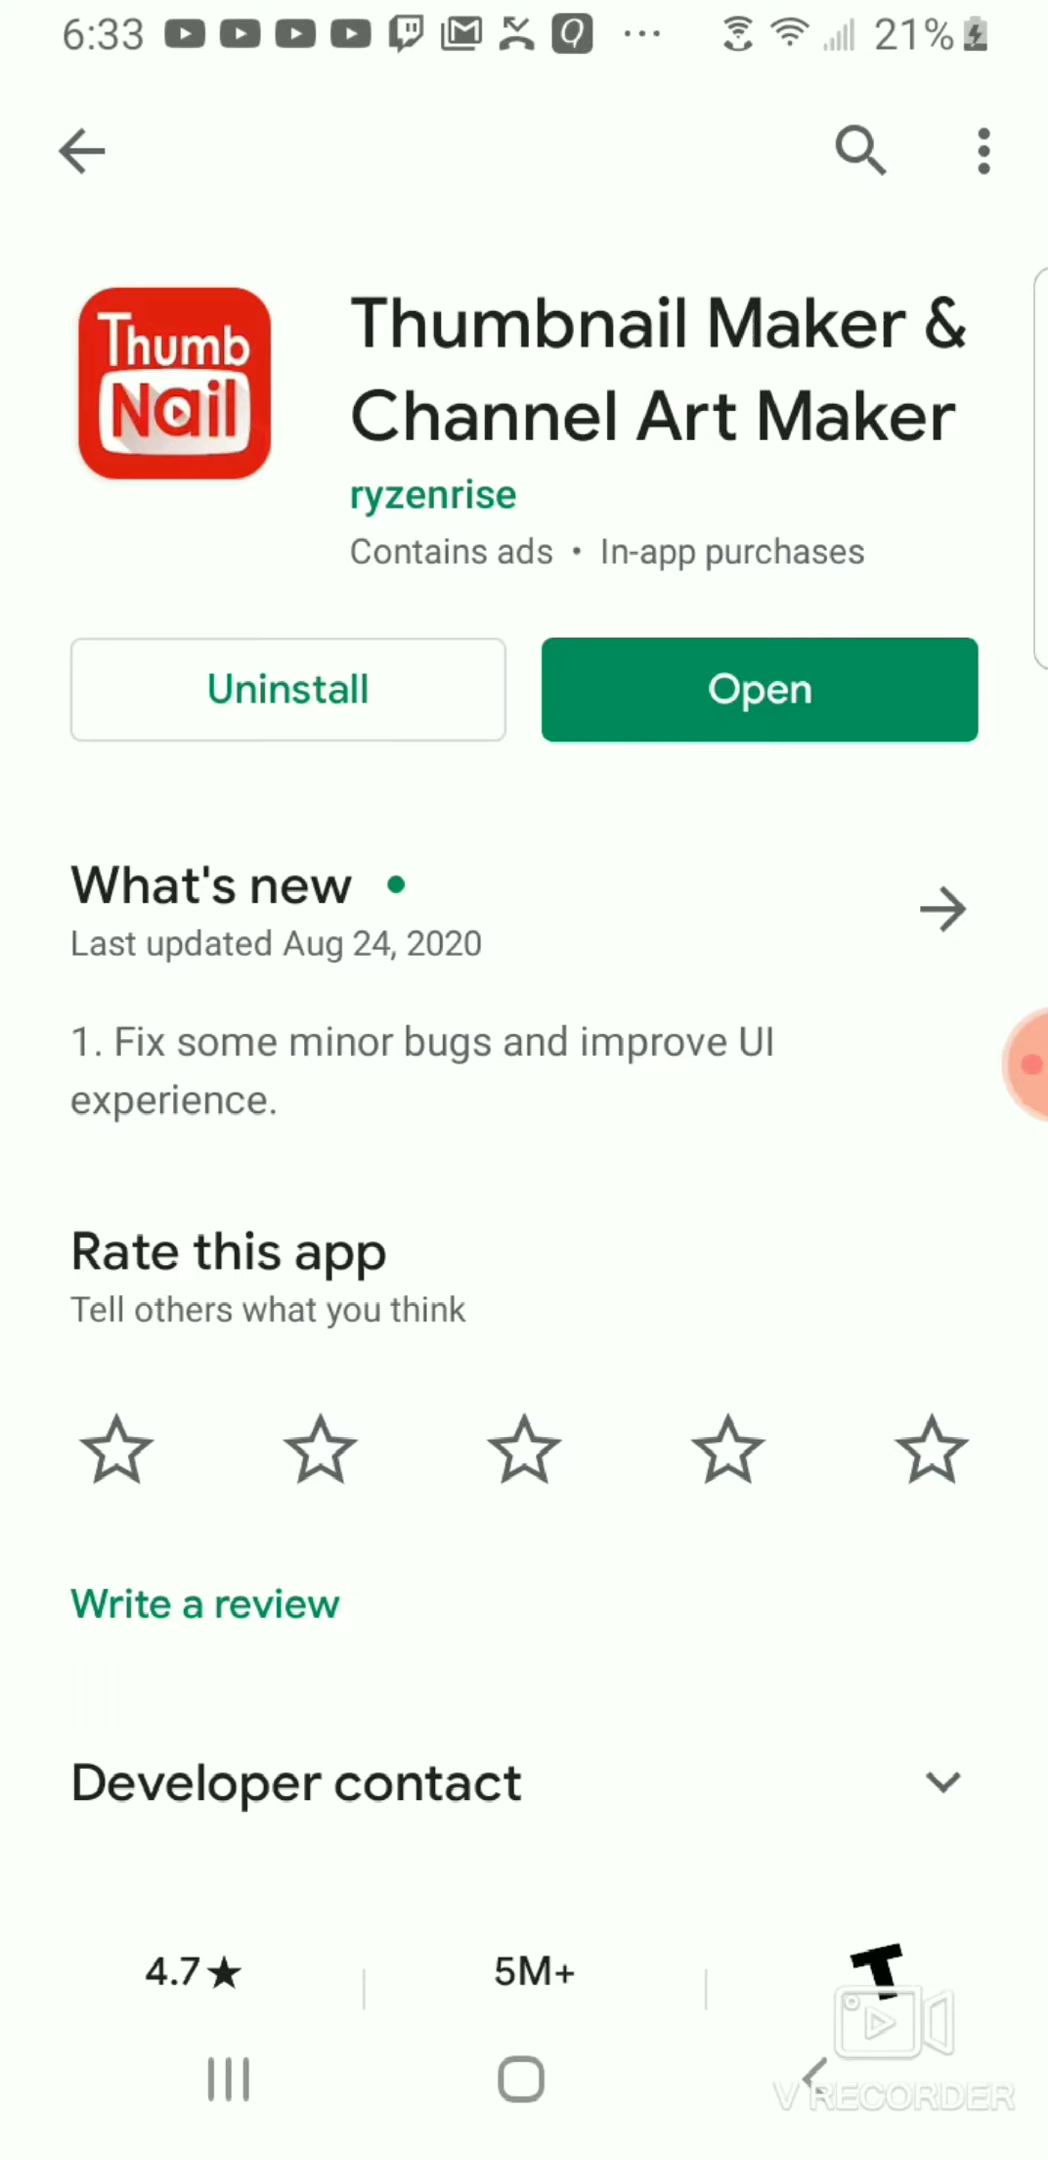 6:33 21%
Thumb
Nail
Thumbnail Maker &
Channel Art Maker
ryzenrise
Contains ads • In-app purchases
Uninstall
Open
What's new
Last updated Aug 24, 2020
1. Fix some minor bugs and improve UI
experience.
Rate this app
Tell others what you think
Write a review
Developer contact
4.7★
5M+
T
V RECORDER